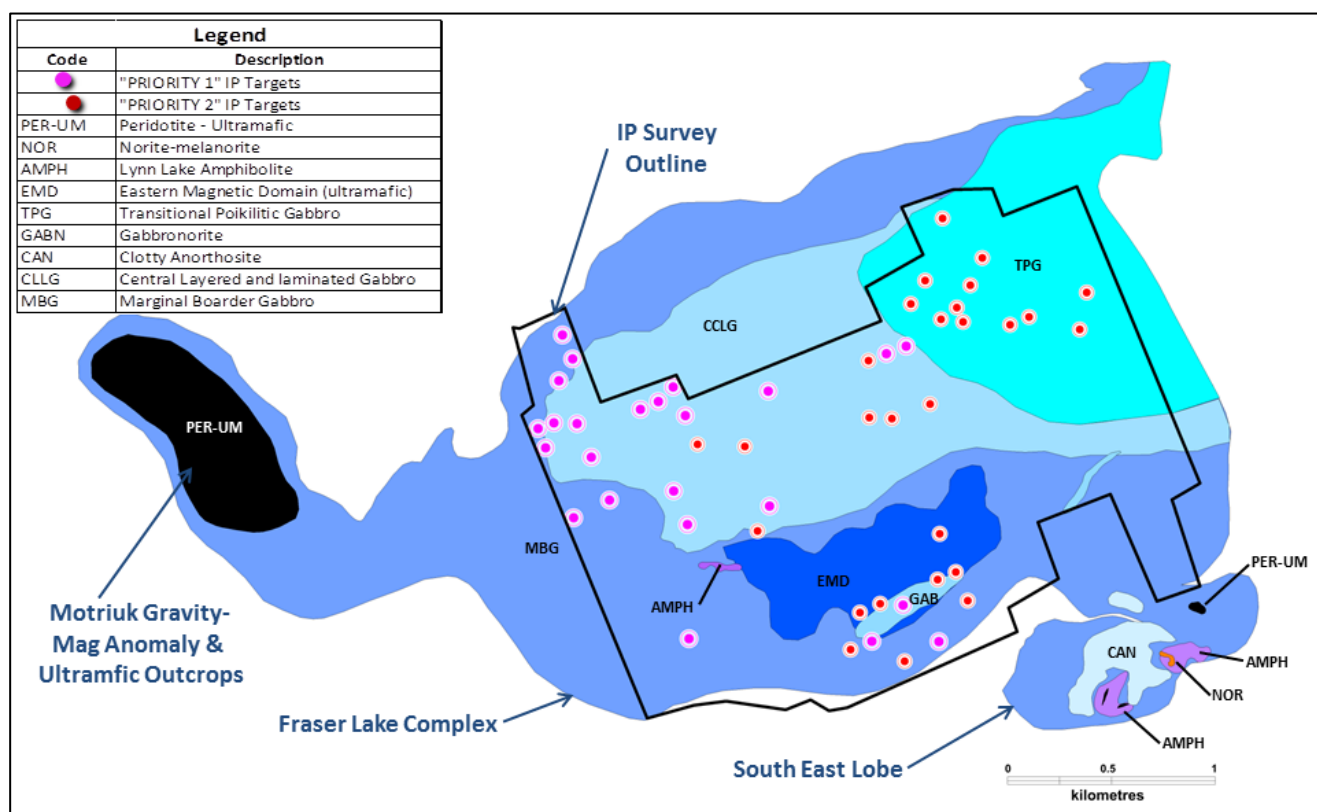 Legend
Code Description
"PRIORITY 1" IP Targets
"PRIORITY 2" IP Targets
PER-UM Peridotite - Ultramafic
NOR Norite-melanorite
AMPH Lynn Lake Amphibolite
EMD Eastern Magnetic Domain (ultramafic)
TPG Transitional Poikilitic Gabbro
GABN Gabbronorite
CAN Clotty Anorthosite
CLLG Central Layered and laminated Gabbro
MBG Marginal Boarder Gabbro
IP Survey
Outline
TPG
CCLG
PER-UM
MBG
AMPH
EMD
GAB
PER-UM
Motriuk Gravity-
Mag Anomaly &
Ultramfic Outcrops
CAN
AMPH
NOR
Fraser Lake Complex
South East Lobe
AMPH
0 0.5 1
kilometres